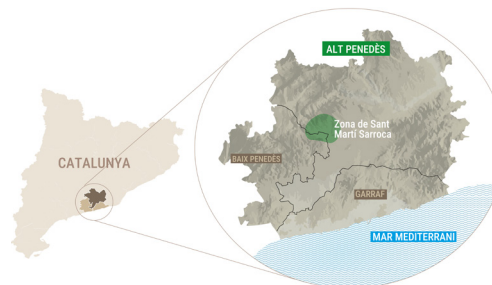 ALT PENEDÈS
Zona de Sant
Martí Sarroca
CATALUNYA
BAIX PENEDÈS
GARRAF
MAR MEDITERRANI